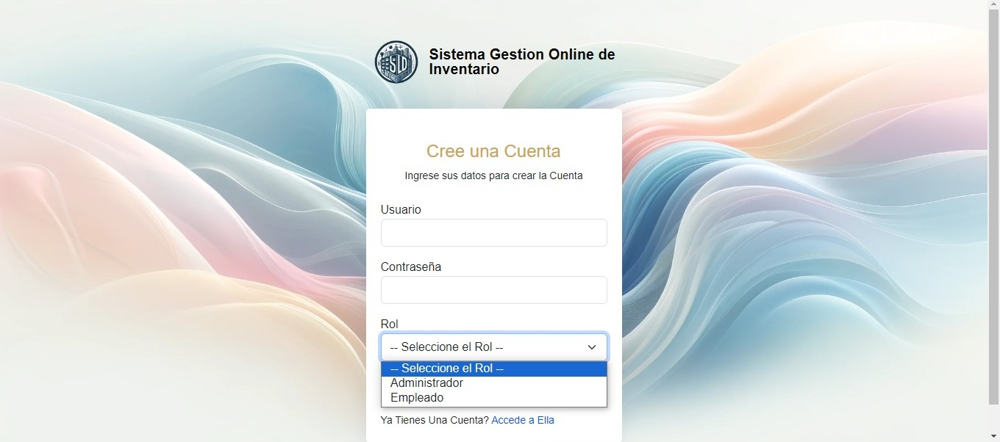 SLD
Sistema Gestion Online de
Inventario
Cree una Cuenta
Ingrese sus datos para crear la Cuenta
Usuario
Contraseña
Rol
-- Seleccione el Rol --
-- Seleccione el Rol --
Administrador
Empleado
Ya Tienes Una Cuenta? Accede a Ella